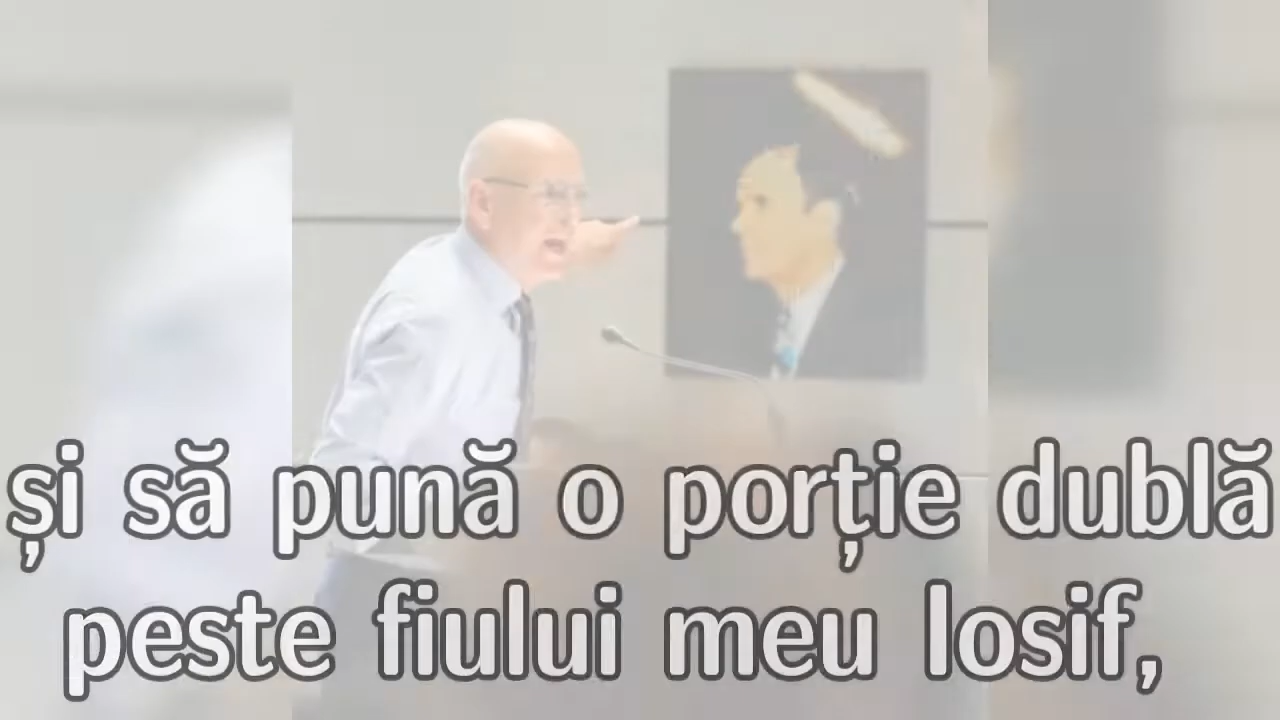 și să pună o porție dublă
peste fiului meu Iosif,